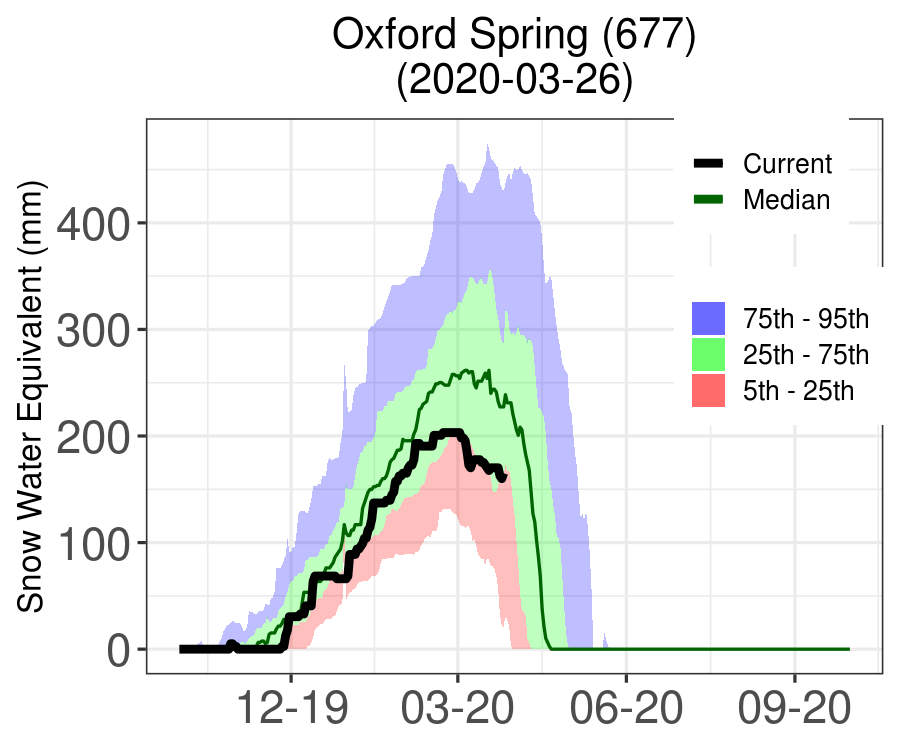 Oxford Spring (677)
(2020-03-26)
Snow Water Equivalent (mm)
400
300
200
100
0
12-19
03-20
06-20
09-20
Current
Median
75th - 95th
25th - 75th
5th - 25th